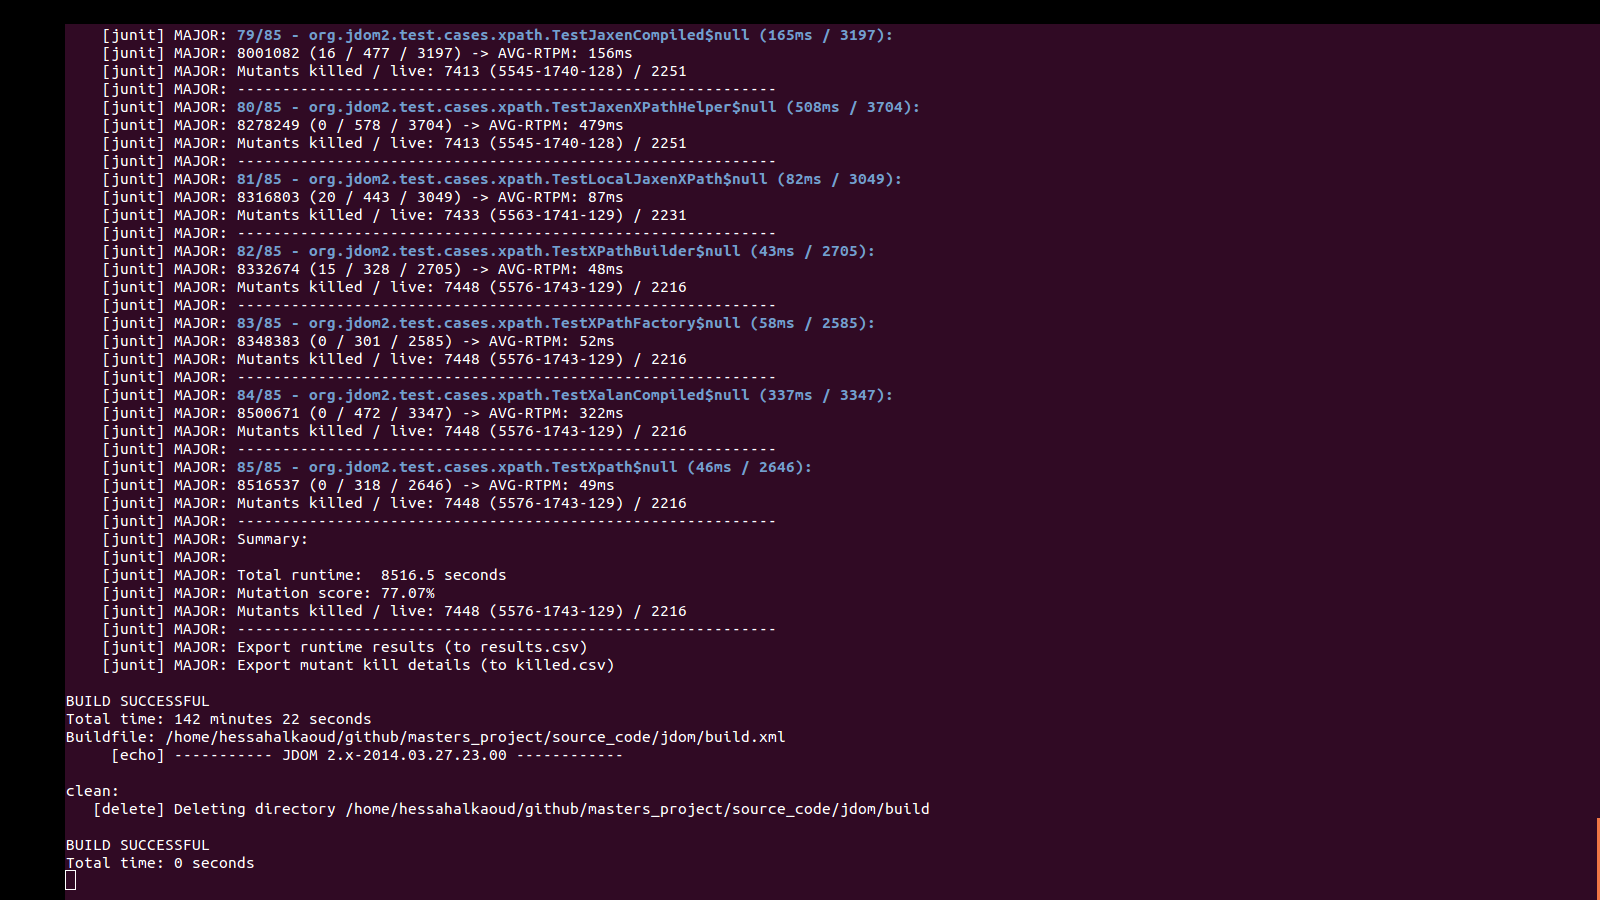 [junit] MAJOR: 79/85 - org.jdom2.test.cases.xpath.TestJaxenCompiled$null (165ms / 3197):
[junit] MAJOR: 8001082 (16 / 477 / 3197) -> AVG-RTPM: 156ms
[junit] MAJOR: Mutants killed / live: 7413 (5545-1740-128) / 2251
[junit] MAJOR: ------------------------------------------------------------
[junit] MAJOR: 80/85 - org.jdom2.test.cases.xpath.TestJaxenXPathHelper$null (508ms / 3704):
[junit] MAJOR: 8278249 (0 / 578 / 3704) -> AVG-RTPM: 479ms
[junit] MAJOR: Mutants killed / live: 7413 (5545-1740-128) / 2251
[junit] MAJOR: ------------------------------------------------------------
[junit] MAJOR: 81/85 - org.jdom2.test.cases.xpath.TestLocalJaxenXPath$null (82ms / 3049):
[junit] MAJOR: 8316803 (20 / 443 / 3049) -> AVG-RTPM: 87ms
[junit] MAJOR: Mutants killed / live: 7433 (5563-1741-129) / 2231
[junit] MAJOR: ------------------------------------------------------------
[junit] MAJOR: 82/85 - org.jdom2.test.cases.xpath.TestXPathBuilder$null (43ms / 2705):
[junit] MAJOR: 8332674 (15 / 328 / 2705) -> AVG-RTPM: 48ms
[junit] MAJOR: Mutants killed / live: 7448 (5576-1743-129) / 2216
[junit] MAJOR: ------------------------------------------------------------
[junit] MAJOR: 83/85 - org.jdom2.test.cases.xpath.TestXPathFactory$null (58ms / 2585):
[junit] MAJOR: 8348383 (0 / 301 / 2585) -> AVG-RTPM: 52ms
[junit] MAJOR: Mutants killed / live: 7448 (5576-1743-129) / 2216
[junit] MAJOR: ------------------------------------------------------------
[junit] MAJOR: 84/85 - org.jdom2.test.cases.xpath.TestXalanCompiled$null (337ms / 3347):
[junit] MAJOR: 8500671 (0 / 472 / 3347) -> AVG-RTPM: 322ms
[junit] MAJOR: Mutants killed / live: 7448 (5576-1743-129) / 2216
[junit] MAJOR: ------------------------------------------------------------
[junit] MAJOR: 85/85 - org.jdom2.test.cases.xpath.TestXpath$null (46ms / 2646):
[junit] MAJOR: 8516537 (0 / 318 / 2646) -> AVG-RTPM: 49ms
[junit] MAJOR: Mutants killed / live: 7448 (5576-1743-129) / 2216
[junit] MAJOR: ------------------------------------------------------------
[junit] MAJOR: Summary:
[junit] MAJOR:
[junit] MAJOR: Total runtime:  8516.5 seconds
[junit] MAJOR: Mutation score: 77.07%
[junit] MAJOR: Mutants killed / live: 7448 (5576-1743-129) / 2216
[junit] MAJOR: ------------------------------------------------------------
[junit] MAJOR: Export runtime results (to results.csv)
[junit] MAJOR: Export mutant kill details (to killed.csv)
BUILD SUCCESSFUL
Total time: 142 minutes 22 seconds
Buildfile: /home/hessahalkaoud/github/masters_project/source_code/jdom/build.xml
[echo] ----------- JDOM 2.x-2014.03.27.23.00 ------------
clean:
[delete] Deleting directory /home/hessahalkaoud/github/masters_project/source_code/jdom/build
BUILD SUCCESSFUL
Total time: 0 seconds